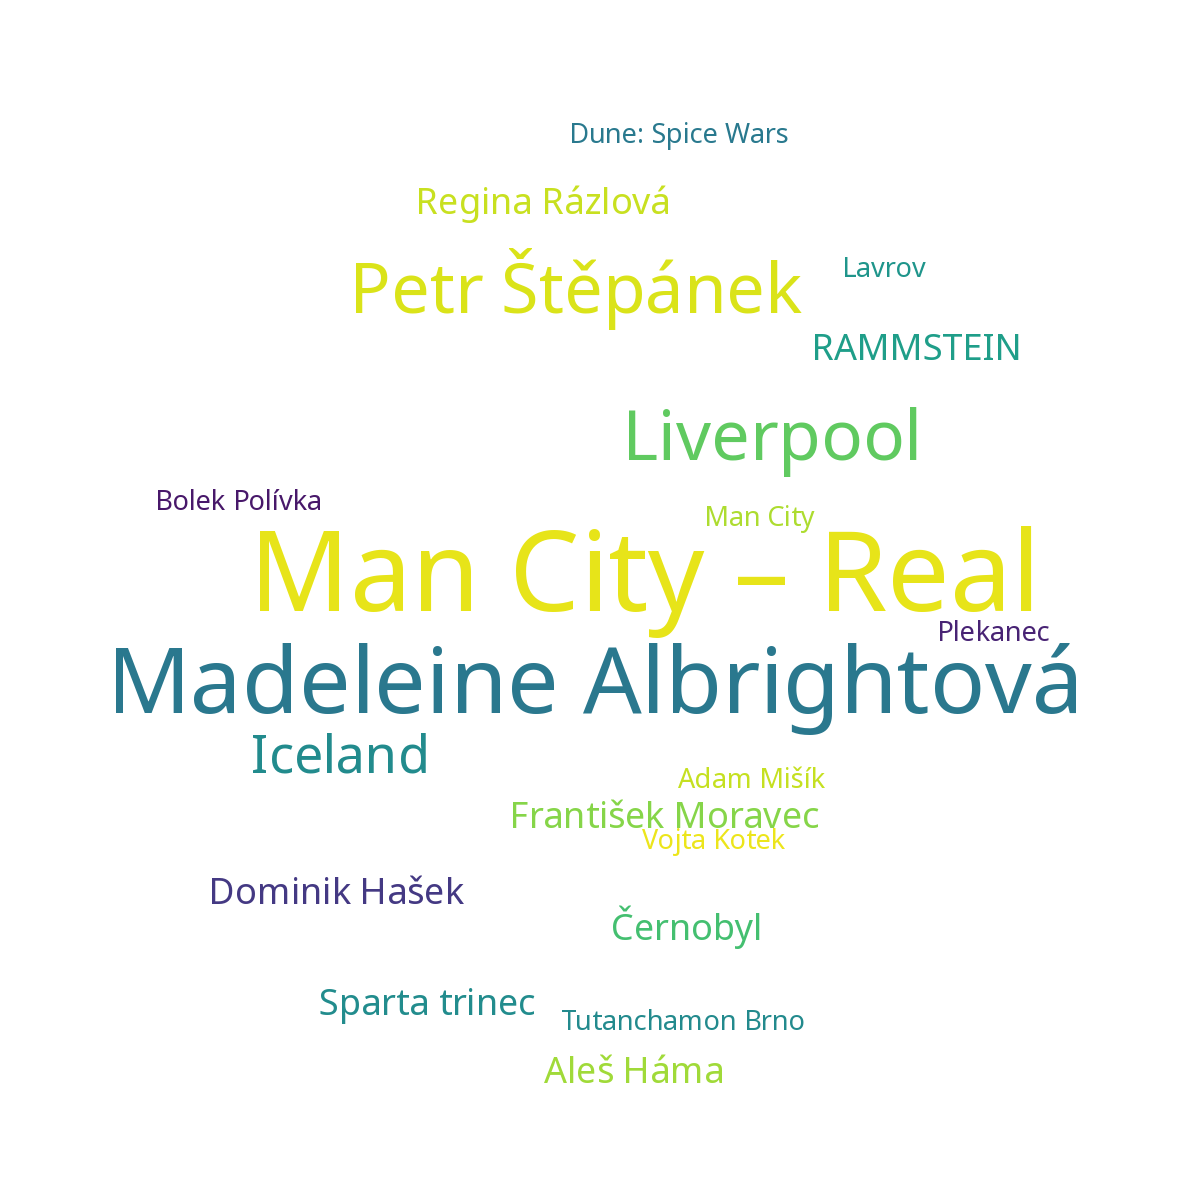 Dune: Spice Wars
Regina Rázlová
Petr Štěpánek
Lavrov
RAMMSTEIN
Liverpool
Bolek Polívka
Man City
Man City – Real
Plekanec
Madeleine Albrightová
Iceland
Adam Mišík
František Moravec
Vojta Kotek
Dominik Hašek
Černobyl
Sparta trinec
Tutanchamon Brno
Aleš Háma